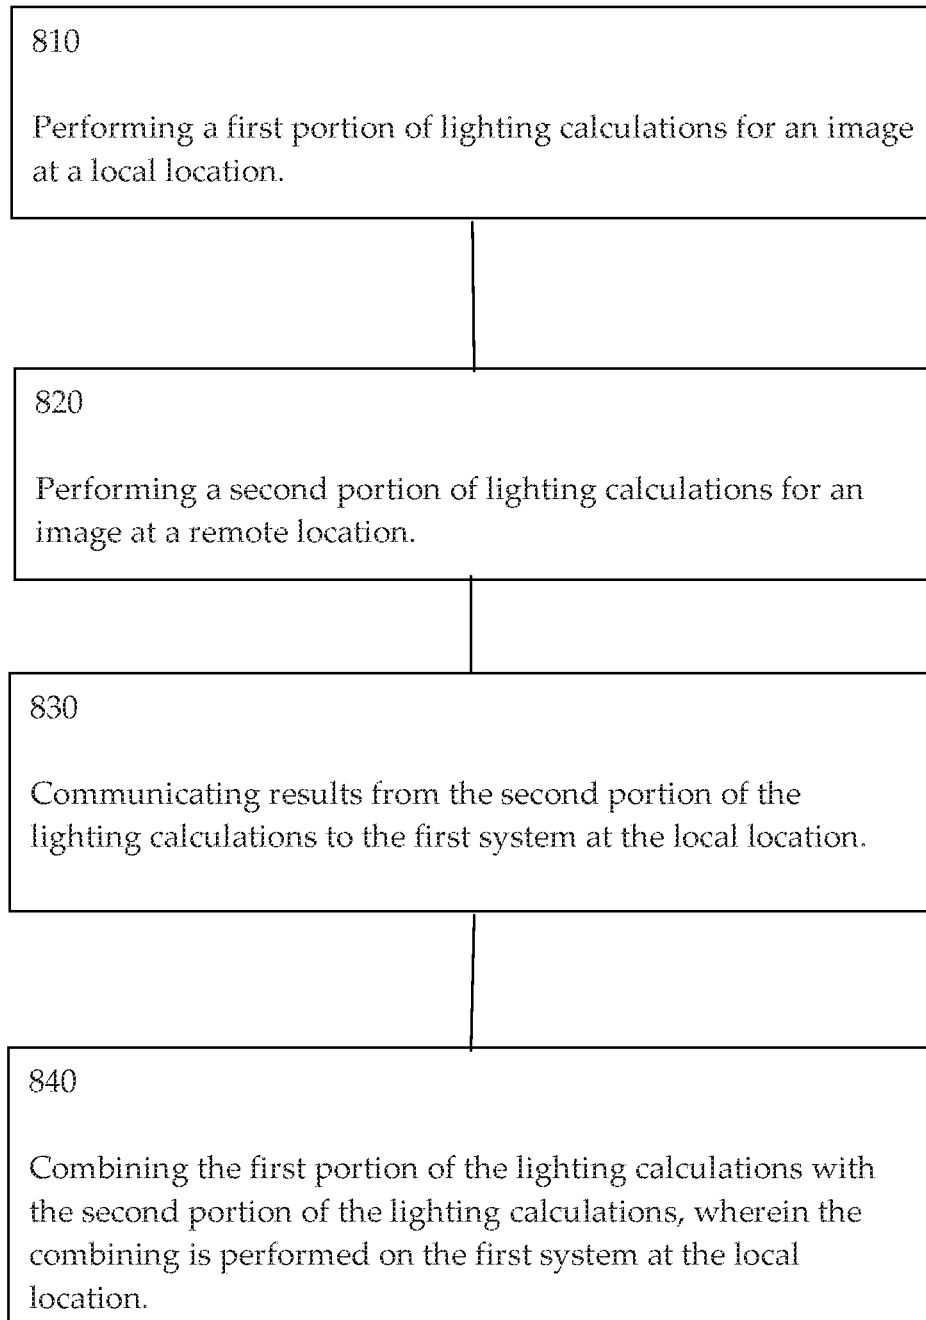 810
Performing a first portion of lighting calculations for an image
at a local location.
820
Performing a second portion of lighting calculations for an
image at a remote location.
830
Communicating results from the second portion of the
lighting calculations to the first system at the local location.
840
Combining the first portion of the lighting calculations with
the second portion of the lighting calculations, wherein the
combining is performed on the first system at the local
location.